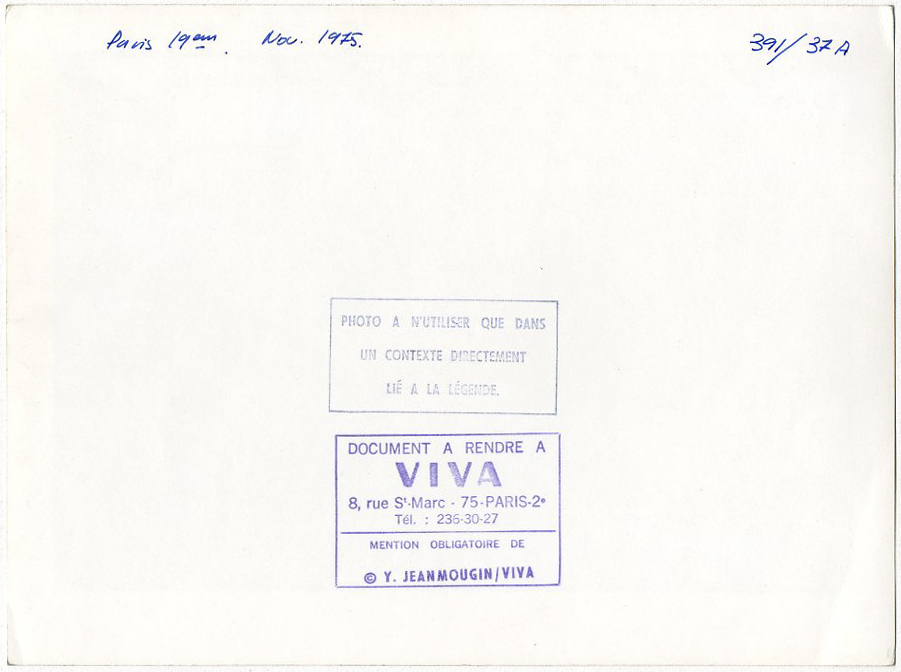 Paris 19em. Nov. 1975. 391/37A
PHOTO A N'UTILISER QUE DANS
UN CONTEXTE DIRECTEMENT
LIÉ A LA LÉGENDE.
DOCUMENT A RENDRE A
VIVA
8, rue St-Marc - 75-PARIS-2e
Tél. : 236-30-27
MENTION OBLIGATOIRE DE
© Y. JEANMOUGIN/VIVA